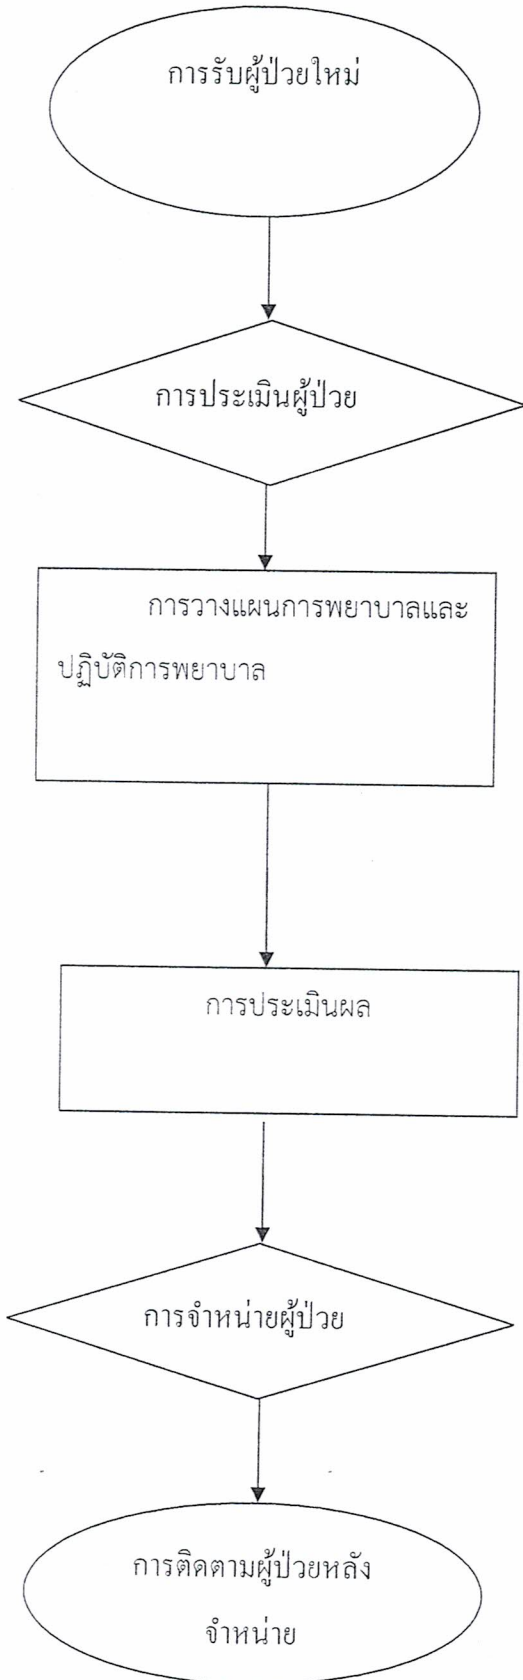 การรับผู้ป่วยใหม่
การประเมินผู้ป่วย
การวางแผนการพยาบาลและ
ปฏิบัติการพยาบาล
การประเมินผล
การจำหน่ายผู้ป่วย
การติดตามผู้ป่วยหลัง
จำหน่าย